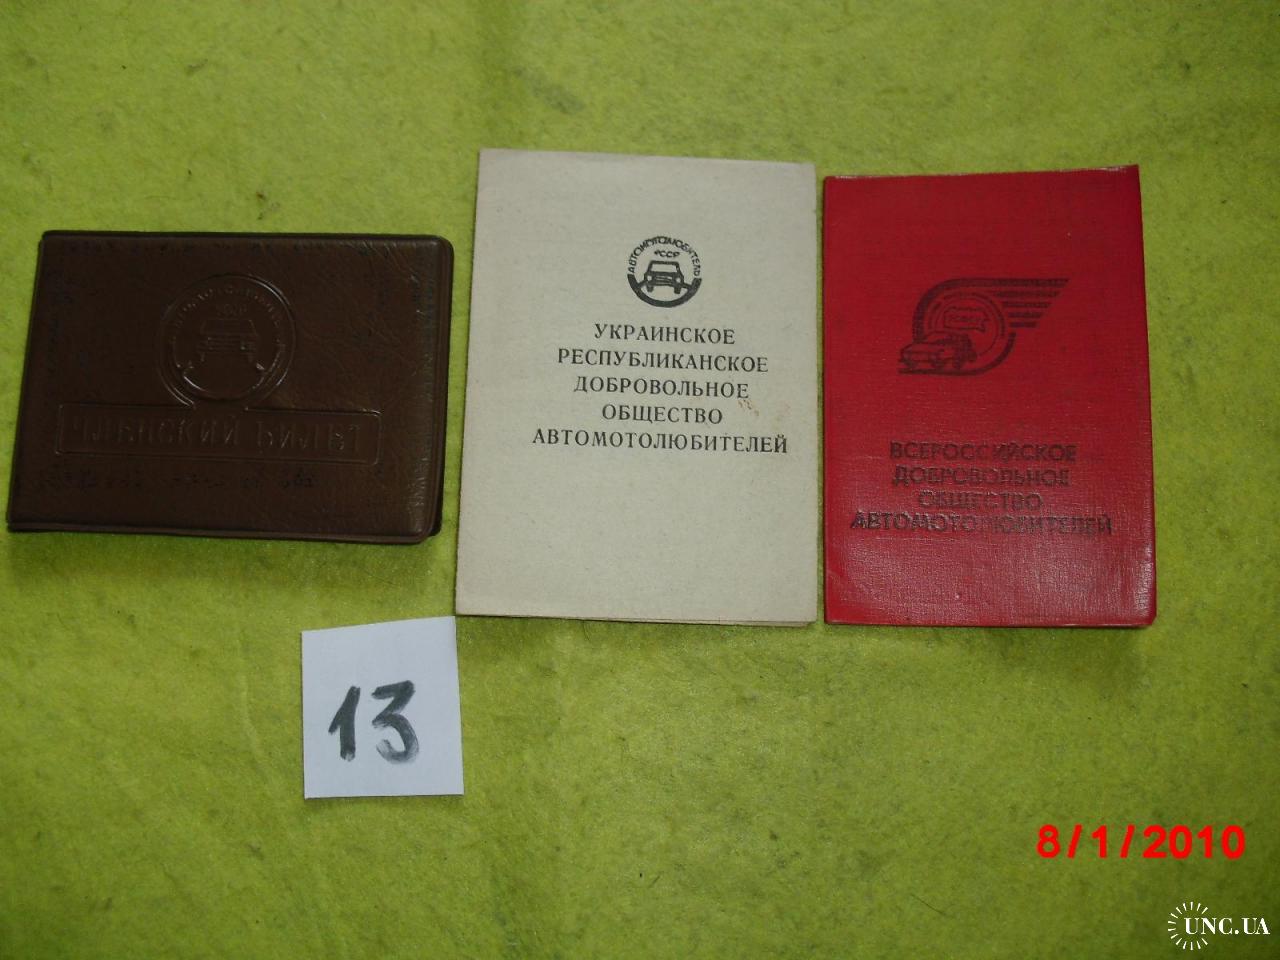 ЧЛЕНСКИЙ БИЛЕТ
АВТОМОТОЛЮБИТЕЛЬ
УССР
УКРАИНСКОЕ
РЕСПУБЛИКАНСКОЕ
ДОБРОВОЛЬНОЕ
ОБЩЕСТВО
АВТОМОТОЛЮБИТЕЛЕЙ
ВСЕРОССИЙСКОЕ
ДОБРОВОЛЬНОЕ
ОБЩЕСТВО
АВТОМОТОЛЮБИТЕЛЕЙ
13
8/1/2010
UNC.UA